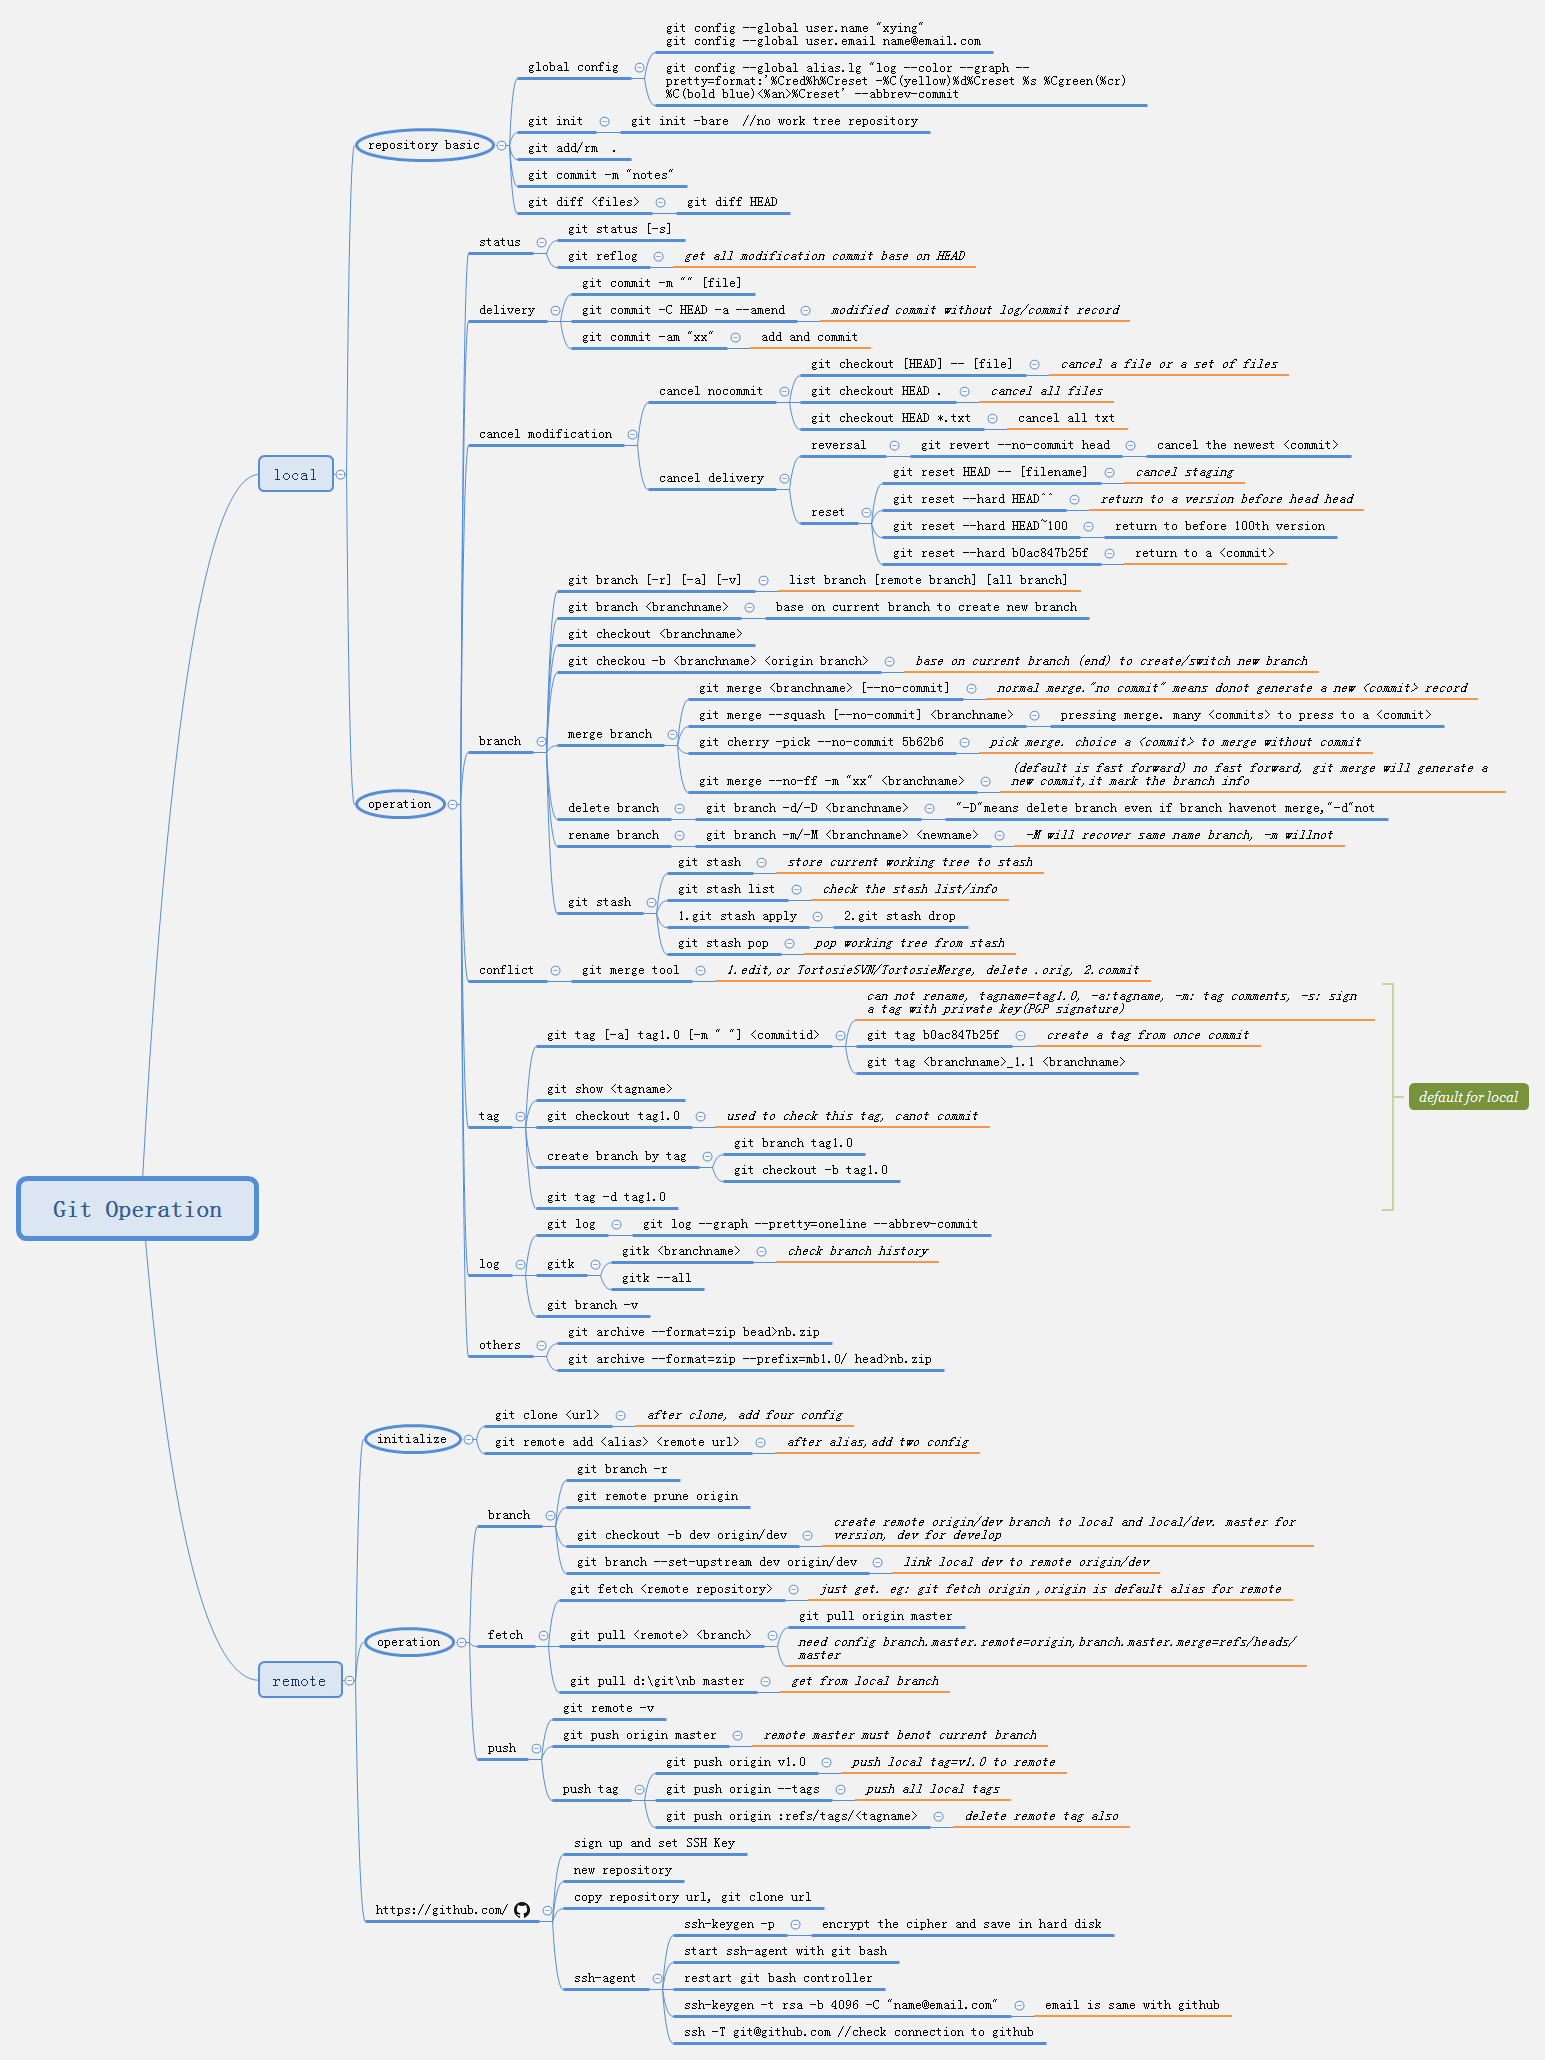 Git Operation
local
repository basic
global config
git config --global user.name "xying"
git config --global user.email name@email.com
git config --global alias.lg "log --color --graph --
pretty=format:'%Cred%h%Creset -%C(yellow)%d%Creset %s %Cgreen(%cr)
%C(bold blue)<%an>%Creset' --abbrev-commit
git init
git init -bare  //no work tree repository
git add/rm  .
git commit -m "notes"
git diff <files>
git diff HEAD
operation
status
git status [-s]
git reflog
get all modification commit base on HEAD
delivery
git commit -m "" [file]
git commit -C HEAD -a --amend
modified commit without log/commit record
git commit -am "xx"
add and commit
cancel modification
cancel nocommit
git checkout [HEAD] -- [file]
cancel a file or a set of files
git checkout HEAD .
cancel all files
git checkout HEAD *.txt
cancel all txt
cancel delivery
reversal
git revert --no-commit head
cancel the newest <commit>
reset
git reset HEAD -- [filename]
cancel staging
git reset --hard HEAD^^
return to a version before head head
git reset --hard HEAD~100
return to before 100th version
git reset --hard b0ac847b25f
return to a <commit>
branch
git branch [-r] [-a] [-v]
list branch [remote branch] [all branch]
git branch <branchname>
base on current branch to create new branch
git checkout <branchname>
git checkou -b <branchname> <origin branch>
base on current branch (end) to create/switch new branch
merge branch
git merge <branchname> [--no-commit]
normal merge."no commit" means donot generate a new <commit> record
git merge --squash [--no-commit] <branchname>
pressing merge. many <commits> to press to a <commit>
git cherry -pick --no-commit 5b62b6
pick merge. choice a <commit> to merge without commit
git merge --no-ff -m "xx" <branchname>
(default is fast forward) no fast forward, git merge will generate a
new commit,it mark the branch info
delete branch
git branch -d/-D <branchname>
"-D"means delete branch even if branch havenot merge,"-d"not
rename branch
git branch -m/-M <branchname> <newname>
-M will recover same name branch, -m willnot
git stash
git stash
store current working tree to stash
git stash list
check the stash list/info
1.git stash apply
2.git stash drop
git stash pop
pop working tree from stash
conflict
git merge tool
1.edit,or TortosieSVN/TortosieMerge, delete .orig, 2.commit
tag
git tag [-a] tag1.0 [-m " "] <commitid>
can not rename, tagname=tag1.0, -a:tagname, -m: tag comments, -s: sign
a tag with private key(PGP signature)
git tag b0ac847b25f
create a tag from once commit
git tag <branchname>_1.1 <branchname>
git show <tagname>
git checkout tag1.0
used to check this tag, canot commit
create branch by tag
git branch tag1.0
git checkout -b tag1.0
git tag -d tag1.0
default for local
log
git log
git log --graph --pretty=oneline --abbrev-commit
gitk
gitk <branchname>
check branch history
gitk --all
git branch -v
others
git archive --format=zip bead>nb.zip
git archive --format=zip --prefix=mb1.0/ head>nb.zip
remote
initialize
git clone <url>
after clone, add four config
git remote add <alias> <remote url>
after alias,add two config
operation
branch
git branch -r
git remote prune origin
git checkout -b dev origin/dev
create remote origin/dev branch to local and local/dev. master for
version, dev for develop
git branch --set-upstream dev origin/dev
link local dev to remote origin/dev
fetch
git fetch <remote repository>
just get. eg: git fetch origin ,origin is default alias for remote
git pull <remote> <branch>
git pull origin master
need config branch.master.remote=origin,branch.master.merge=refs/heads/
master
git pull d:\git\nb master
get from local branch
push
git remote -v
git push origin master
remote master must benot current branch
push tag
git push origin v1.0
push local tag=v1.0 to remote
git push origin --tags
push all local tags
git push origin :refs/tags/<tagname>
delete remote tag also
https://github.com/
sign up and set SSH Key
new repository
copy repository url, git clone url
ssh-agent
ssh-keygen -p
encrypt the cipher and save in hard disk
start ssh-agent with git bash
restart git bash controller
ssh-keygen -t rsa -b 4096 -C "name@email.com"
email is same with github
ssh -T git@github.com //check connection to github